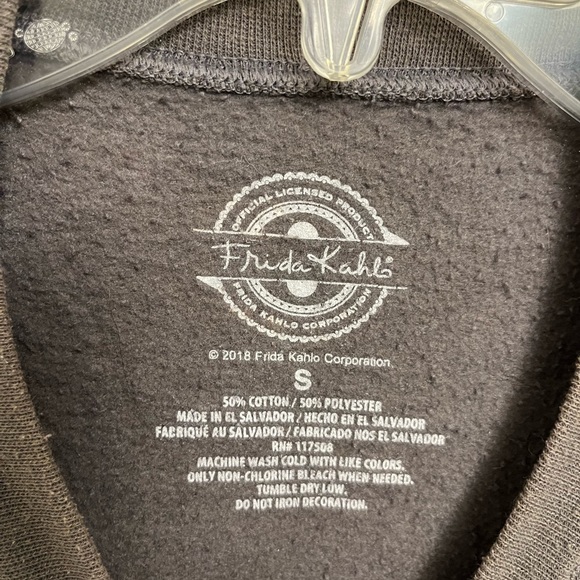 OFFICIAL LICENSED PRODUCT
Frida Kahlo
FRIDA KAHLO CORPORATION
© 2018 Frida Kahlo Corporation
S
50% COTTON / 50% POLYESTER
MADE IN EL SALVADOR / HECHO EN EL SALVADOR
FABRIQUÉ AU SALVADOR / FABRICADO NOS EL SALVADOR
RN# 117508
MACHINE WASH COLD WITH LIKE COLORS.
ONLY NON-CHLORINE BLEACH WHEN NEEDED.
TUMBLE DRY LOW.
DO NOT IRON DECORATION.